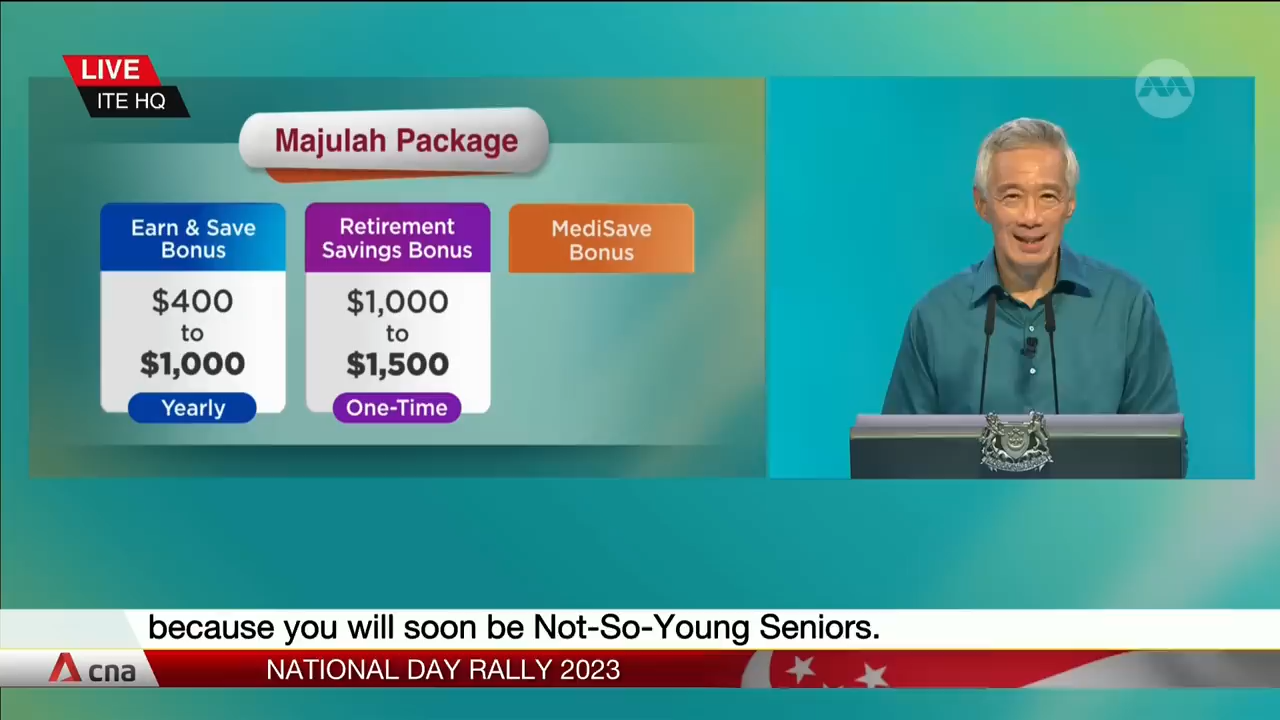 LIVE
ITE HQ
Majulah Package
Earn & Save
Bonus
$400
to
$1,000
Yearly
Retirement
Savings Bonus
$1,000
to
$1,500
One-Time
MediSave
Bonus
because you will soon be Not-So-Young Seniors.
cna
NATIONAL DAY RALLY 2023